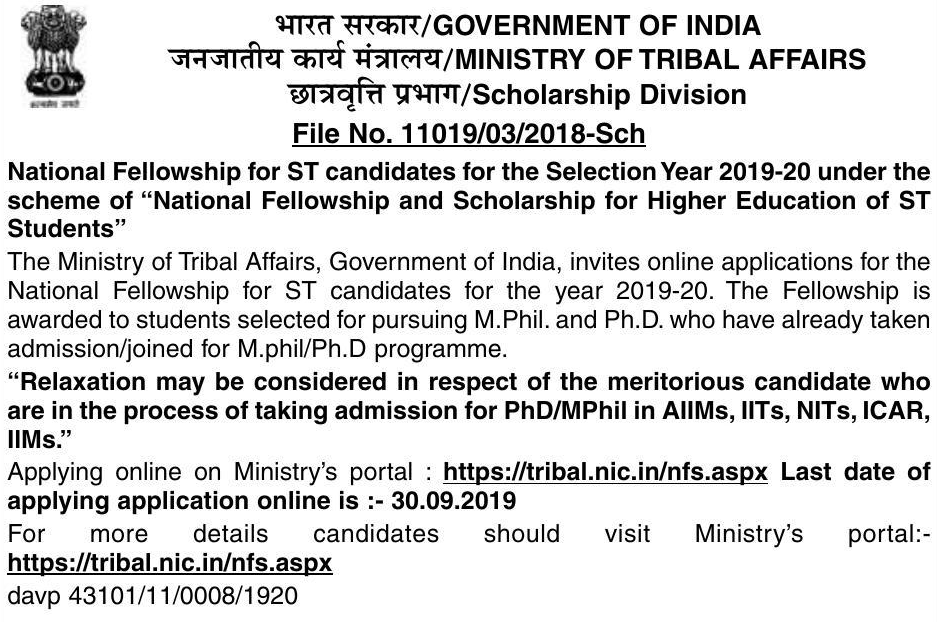 भारत सरकार/GOVERNMENT OF INDIA
जनजातीय कार्य मंत्रालय/MINISTRY OF TRIBAL AFFAIRS
छात्रवृत्ति प्रभाग/Scholarship Division
File No. 11019/03/2018-Sch
National Fellowship for ST candidates for the Selection Year 2019-20 under the
scheme of “National Fellowship and Scholarship for Higher Education of ST
Students”
The Ministry of Tribal Affairs, Government of India, invites online applications for the
National Fellowship for ST candidates for the year 2019-20. The Fellowship is
awarded to students selected for pursuing M.Phil. and Ph.D. who have already taken
admission/joined for M.phil/Ph.D programme.
“Relaxation may be considered in respect of the meritorious candidate who
are in the process of taking admission for PhD/MPhil in AIIMs, IITs, NITs, ICAR,
IIMs.”
Applying online on Ministry’s portal : https://tribal.nic.in/nfs.aspx Last date of
applying application online is :- 30.09.2019
For more details candidates should visit Ministry’s portal:-
https://tribal.nic.in/nfs.aspx
davp 43101/11/0008/1920